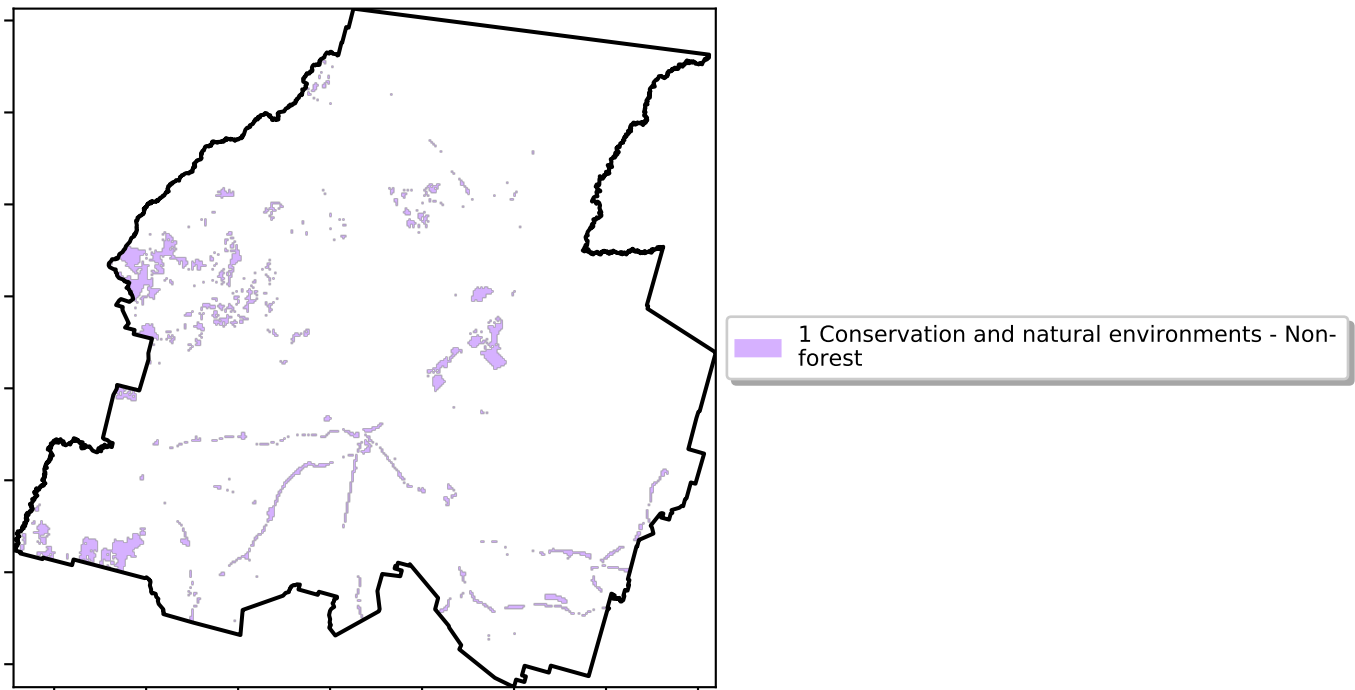 1 Conservation and natural environments - Non-
forest